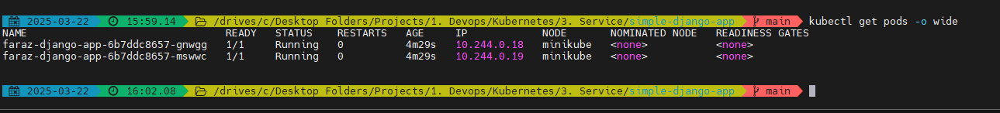 2025-03-22 15:59.14 /drives/c/Desktop Folders/Projects/1. Devops/Kubernetes/3. Service/simple-django-app main kubectl get pods -o wide
NAME READY STATUS RESTARTS AGE IP NODE NOMINATED NODE READINESS GATES
faraz-django-app-6b7ddc8657-gnwgg 1/1 Running 0 4m29s 10.244.0.18 minikube <none> <none>
faraz-django-app-6b7ddc8657-mswwc 1/1 Running 0 4m29s 10.244.0.19 minikube <none> <none>
2025-03-22 16:02.08 /drives/c/Desktop Folders/Projects/1. Devops/Kubernetes/3. Service/simple-django-app main